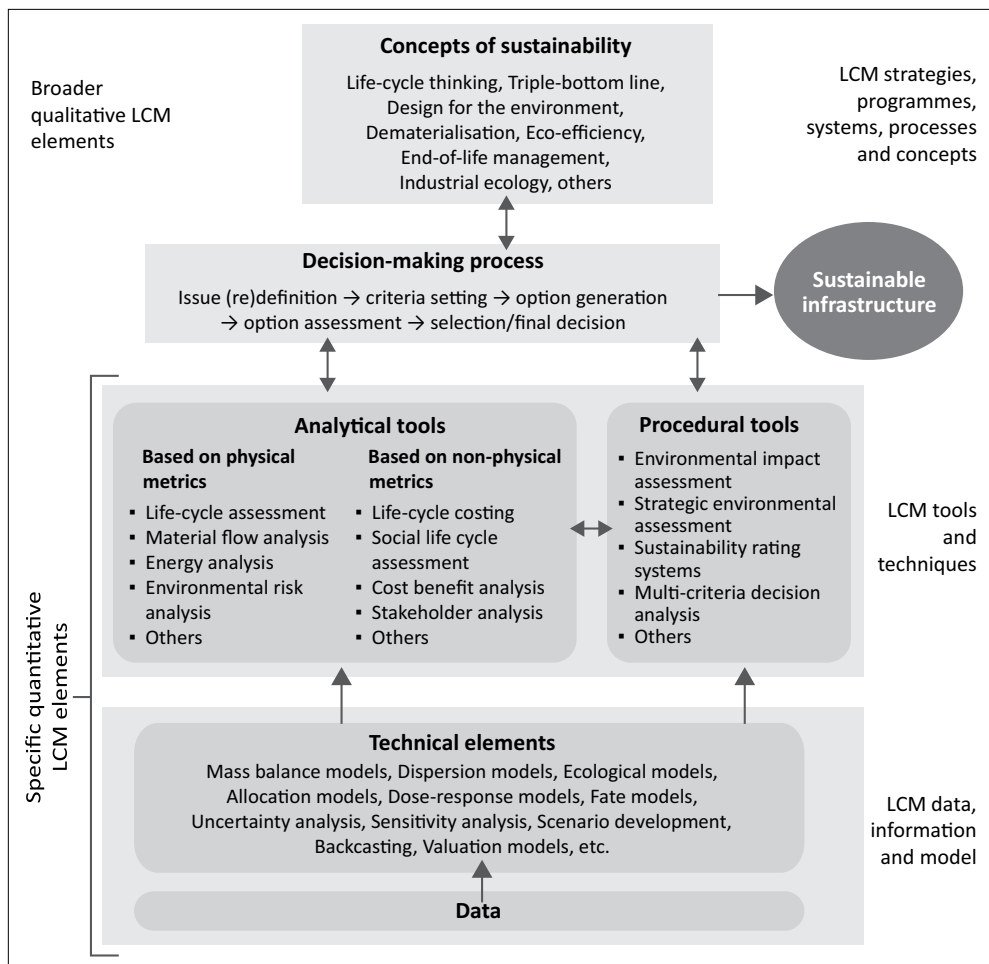 Concepts of sustainability
Life-cycle thinking, Triple-bottom line,
Design for the environment,
Dematerialisation, Eco-efficiency,
End-of-life management,
Industrial ecology, others
Broader
qualitative LCM
elements
LCM strategies,
programmes,
systems, processes
and concepts
Decision-making process
Issue (re)definition → criteria setting → option generation
→ option assessment → selection/final decision
Sustainable
infrastructure
Specific quantitative
LCM elements
Analytical tools
Based on physical
metrics
▪ Life-cycle assessment
▪ Material flow analysis
▪ Energy analysis
▪ Environmental risk
analysis
▪ Others
Based on non-physical
metrics
▪ Life-cycle costing
▪ Social life cycle
assessment
▪ Cost benefit analysis
▪ Stakeholder analysis
▪ Others
Procedural tools
▪ Environmental impact
assessment
▪ Strategic environmental
assessment
▪ Sustainability rating
systems
▪ Multi-criteria decision
analysis
▪ Others
LCM tools
and
techniques
Technical elements
Mass balance models, Dispersion models, Ecological models,
Allocation models, Dose-response models, Fate models,
Uncertainty analysis, Sensitivity analysis, Scenario development,
Backcasting, Valuation models, etc.
LCM data,
information
and model
Data